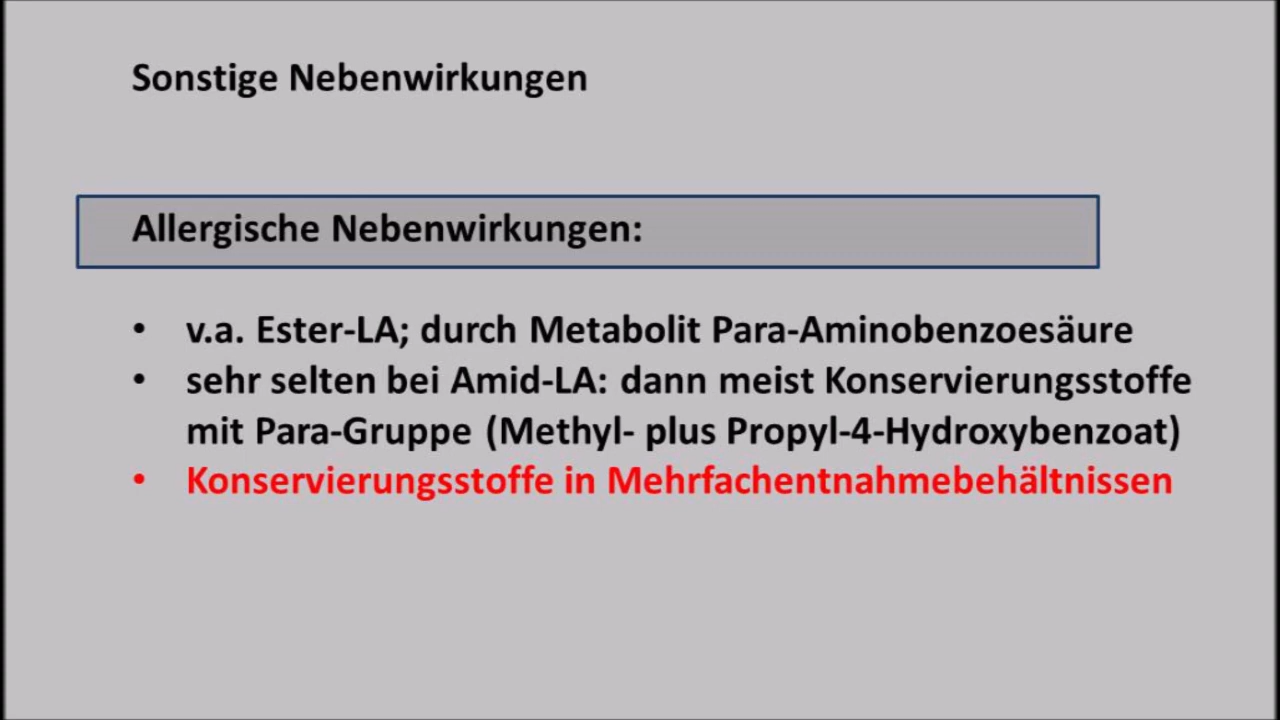 Sonstige Nebenwirkungen
Allergische Nebenwirkungen:
• v.a. Ester-LA; durch Metabolit Para-Aminobenzoesäure
• sehr selten bei Amid-LA: dann meist Konservierungsstoffe
mit Para-Gruppe (Methyl- plus Propyl-4-Hydroxybenzoat)
• Konservierungsstoffe in Mehrfachentnahmebehältnissen